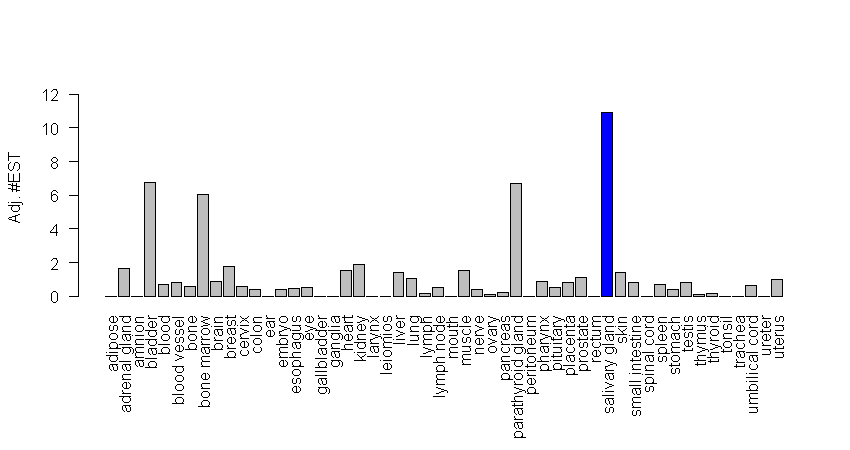 12
10
8
6
4
2
0
Adj. #EST
adipose
adrenal gland
amnion
bladder
blood
blood vessel
bone
bone marrow
brain
breast
cervix
colon
ear
embryo
esophagus
eye
gallbladder
ganglia
heart
kidney
larynx
leiomios
liver
lung
lymph
lymph node
mouth
muscle
nerve
ovary
pancreas
parathyroid gland
peritoneum
pharynx
pituitary
placenta
prostate
rectum
salivary gland
skin
small intestine
spinal cord
spleen
stomach
testis
thymus
thyroid
tonsil
trachea
umbilical cord
ureter
uterus